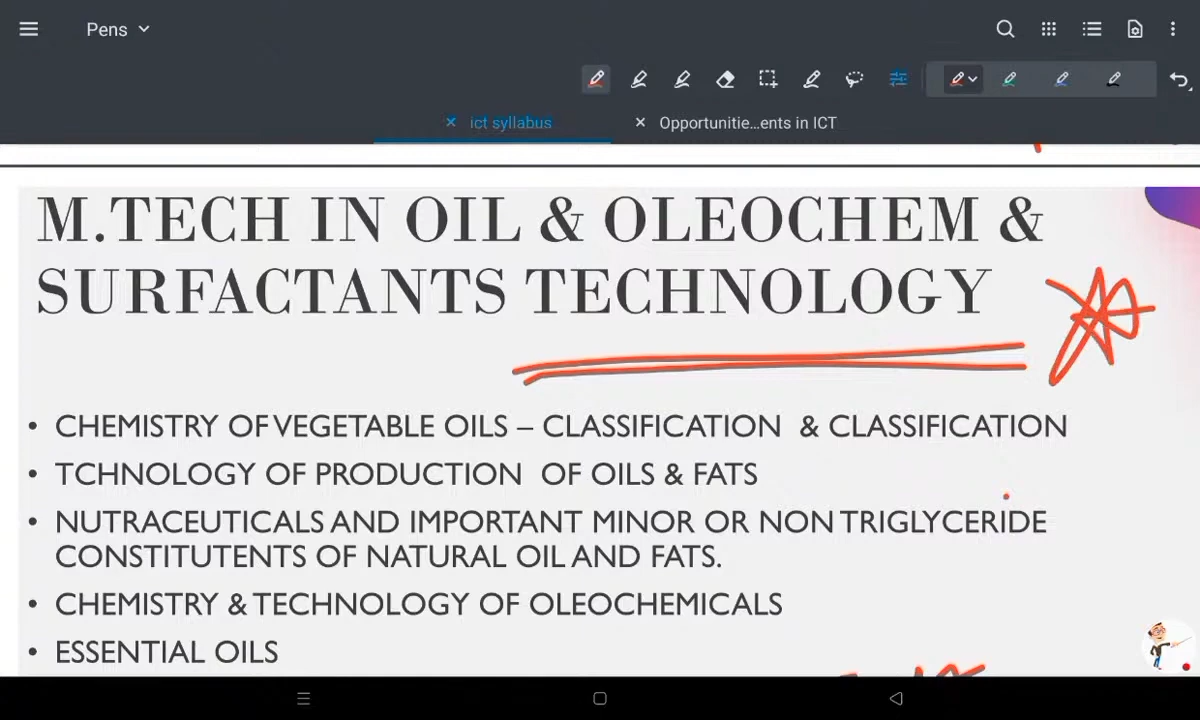 Pens
ict syllabus
Opportunitie...ents in ICT
M.TECH IN OIL & OLEOCHEM &
SURFACTANTS TECHNOLOGY
• CHEMISTRY OF VEGETABLE OILS – CLASSIFICATION & CLASSIFICATION
• TCHNOLOGY OF PRODUCTION OF OILS & FATS
• NUTRACEUTICALS AND IMPORTANT MINOR OR NON TRIGLYCERIDE
CONSTITUTENTS OF NATURAL OIL AND FATS.
• CHEMISTRY & TECHNOLOGY OF OLEOCHEMICALS
• ESSENTIAL OILS